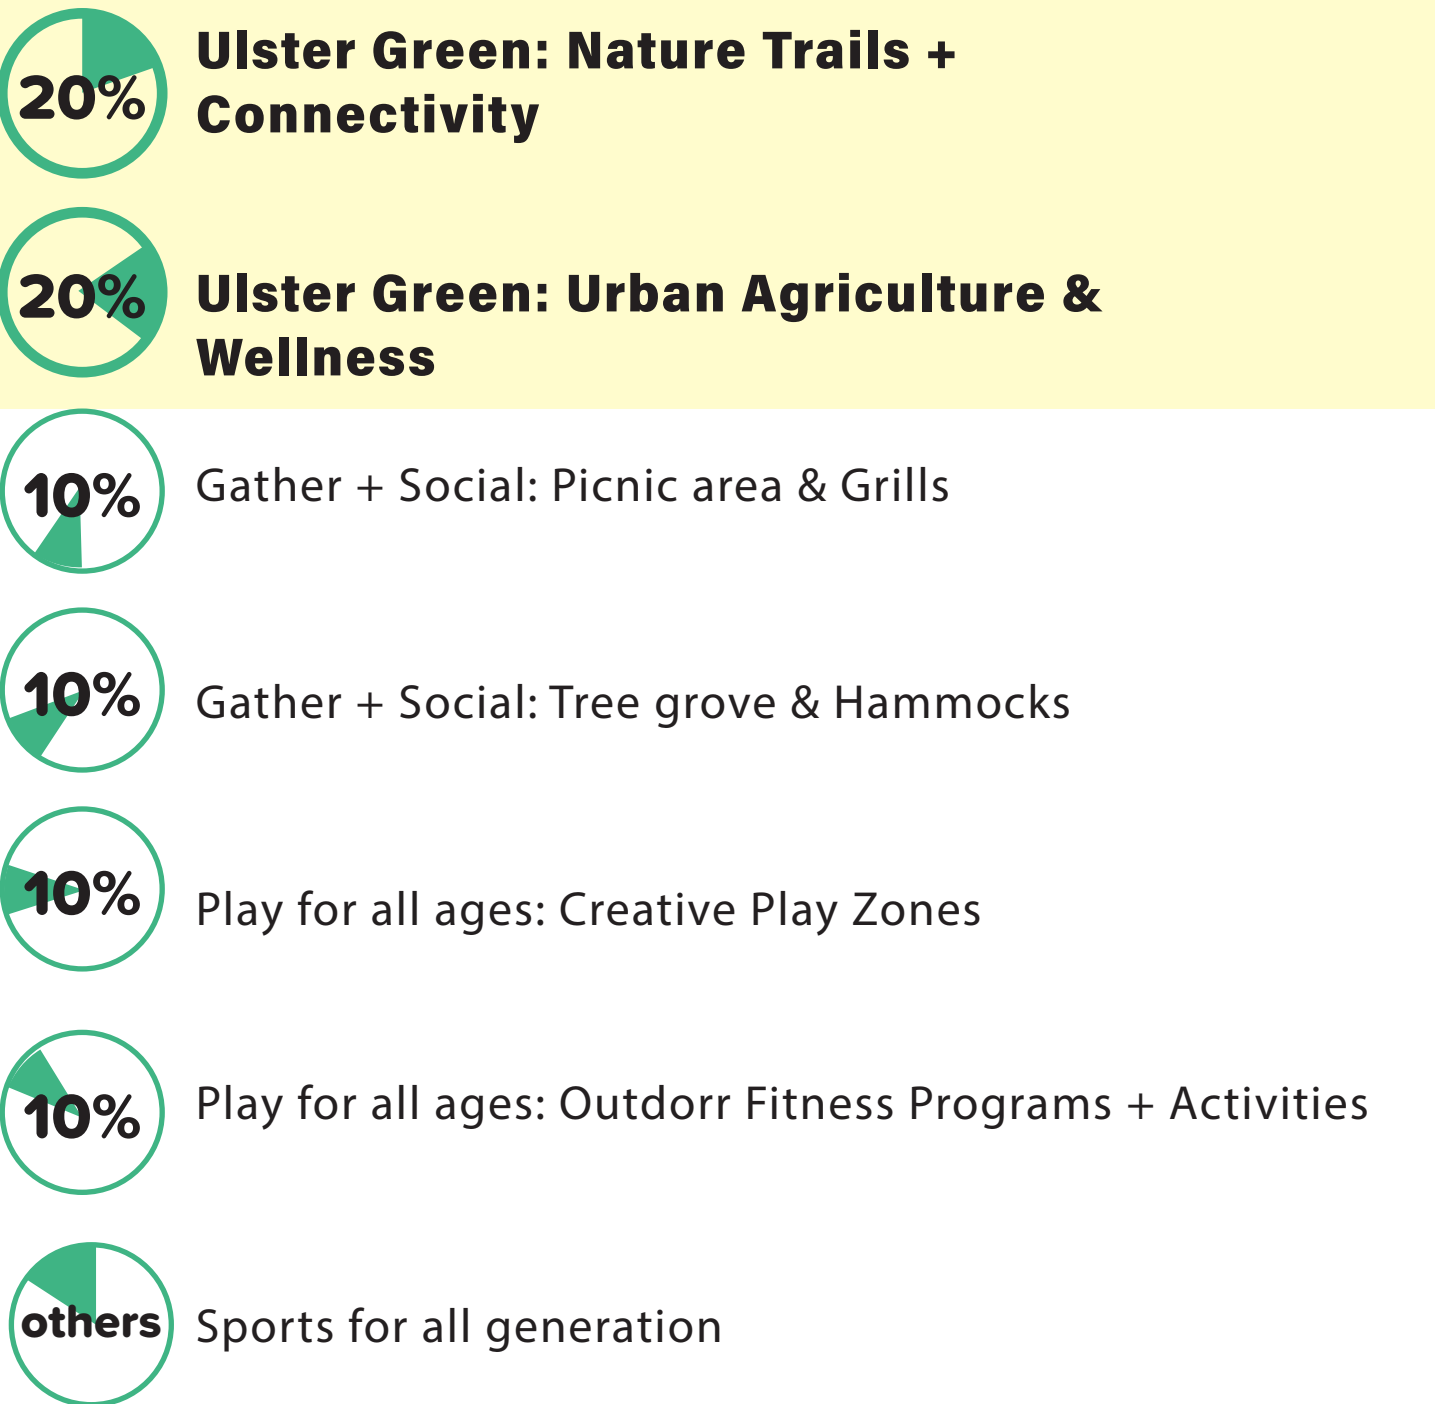 20%
Ulster Green: Nature Trails +
Connectivity
20%
Ulster Green: Urban Agriculture &
Wellness
10%
Gather + Social: Picnic area & Grills
10%
Gather + Social: Tree grove & Hammocks
10%
Play for all ages: Creative Play Zones
10%
Play for all ages: Outdorr Fitness Programs + Activities
others
Sports for all generation